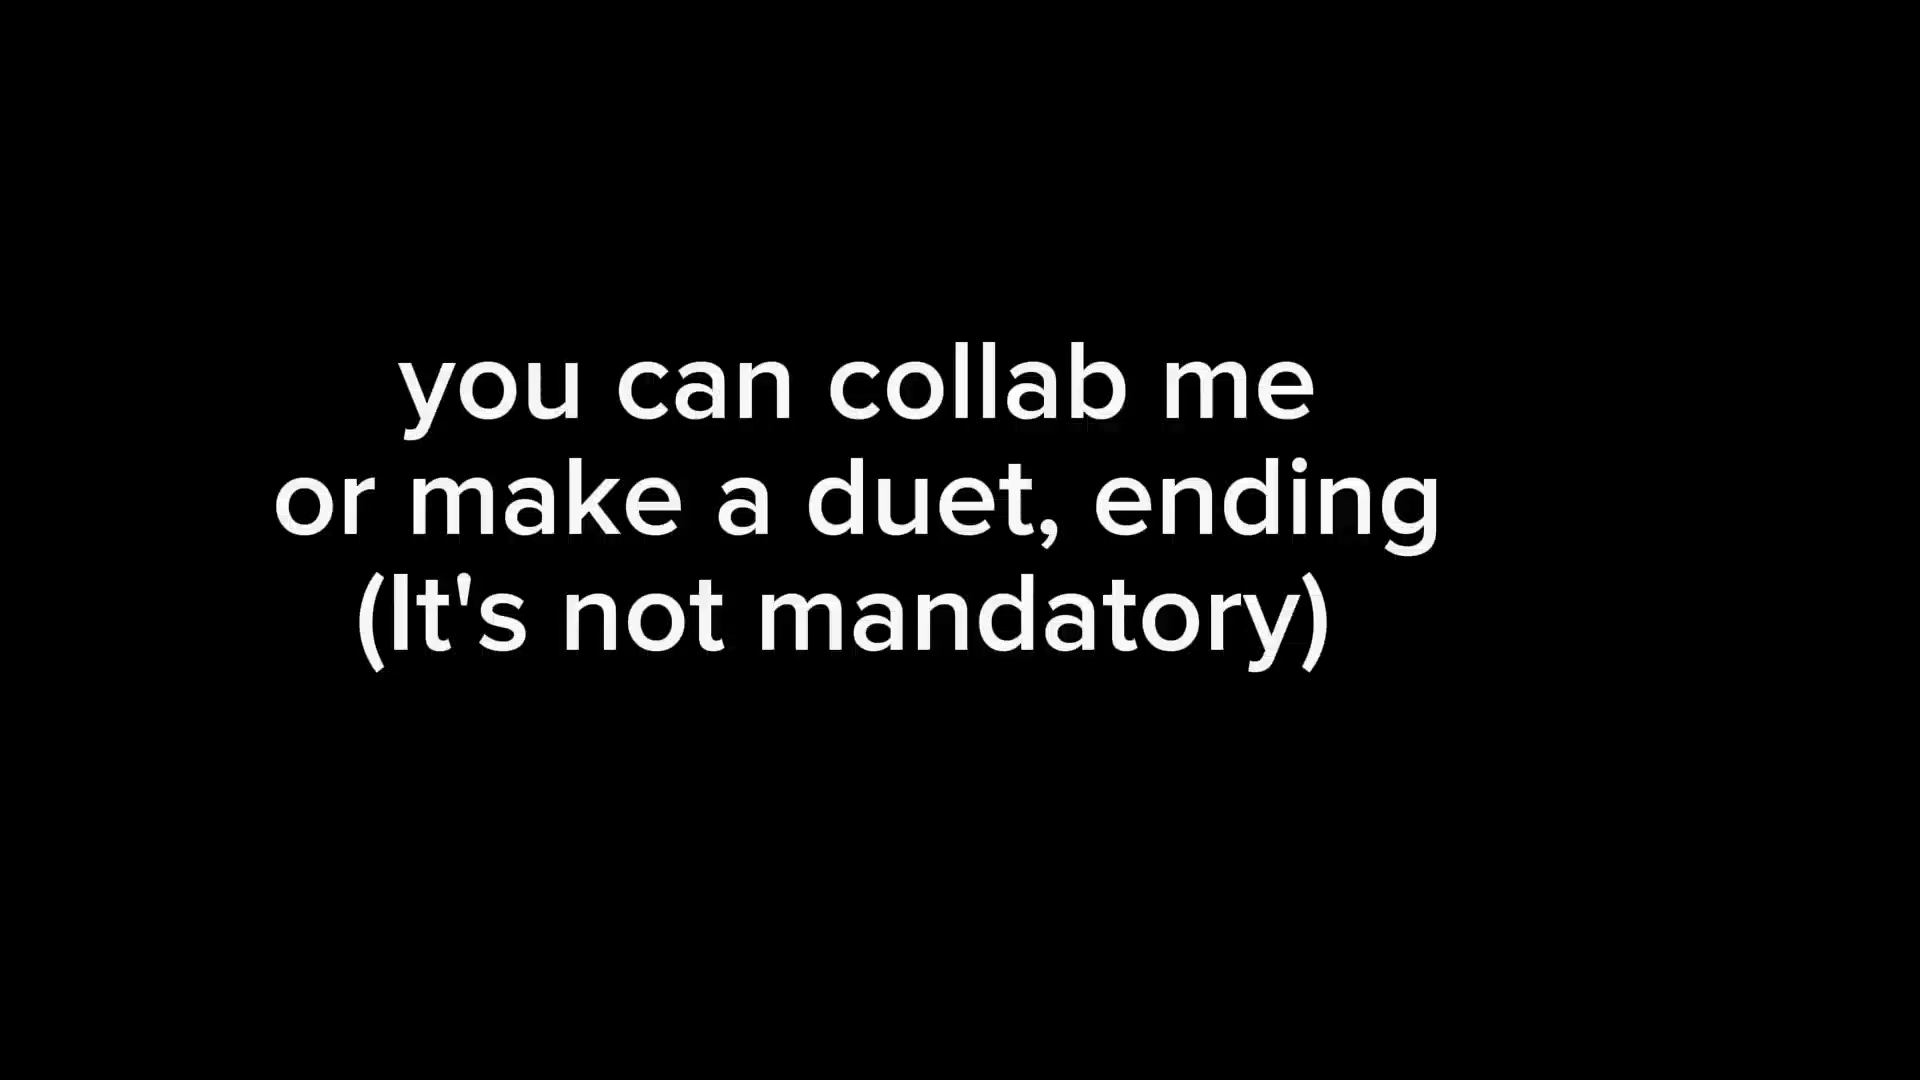 you can collab me
or make a duet, ending
(It's not mandatory)